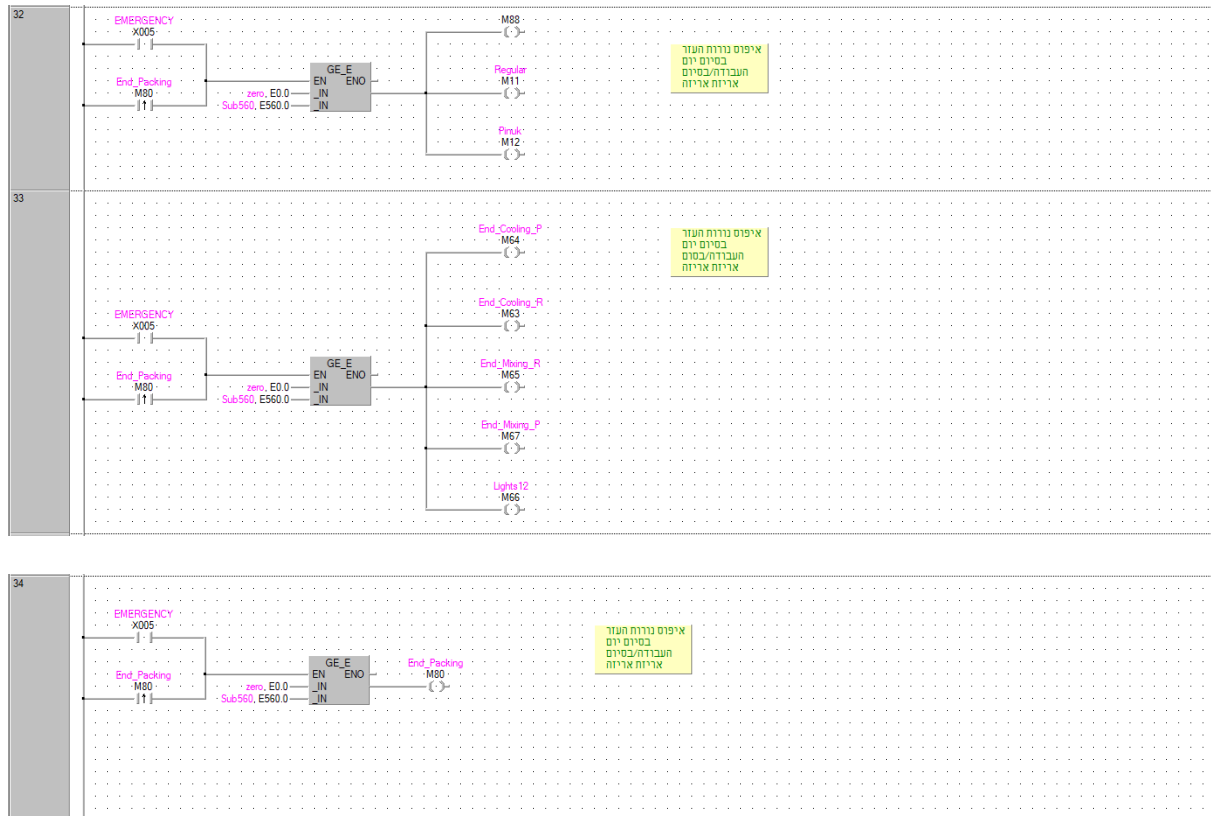 32
EMERGENCY
X005
End_Packing
M80
GE_E
EN ENO
zero, E0.0 _IN
Sub560, E560.0 _IN
M88
Regular
M11
Pinuk
M12
איפוס נורות העזר
בסיום יום
העבודה/בסיום
אריזת אריזה
33
EMERGENCY
X005
End_Packing
M80
GE_E
EN ENO
zero, E0.0 _IN
Sub560, E560.0 _IN
End_Cooling_P
M64
End_Cooling_R
M63
End_Mixing_R
M65
End_Mixing_P
M67
Lights12
M66
איפוס נורות העזר
בסיום יום
העבודה/בסום
אריזת אריזה
34
EMERGENCY
X005
End_Packing
M80
GE_E
EN ENO
zero, E0.0 _IN
Sub560, E560.0 _IN
End_Packing
M80
איפוס נורות העזר
בסיום יום
העבודה/בסיום
אריזת אריזה